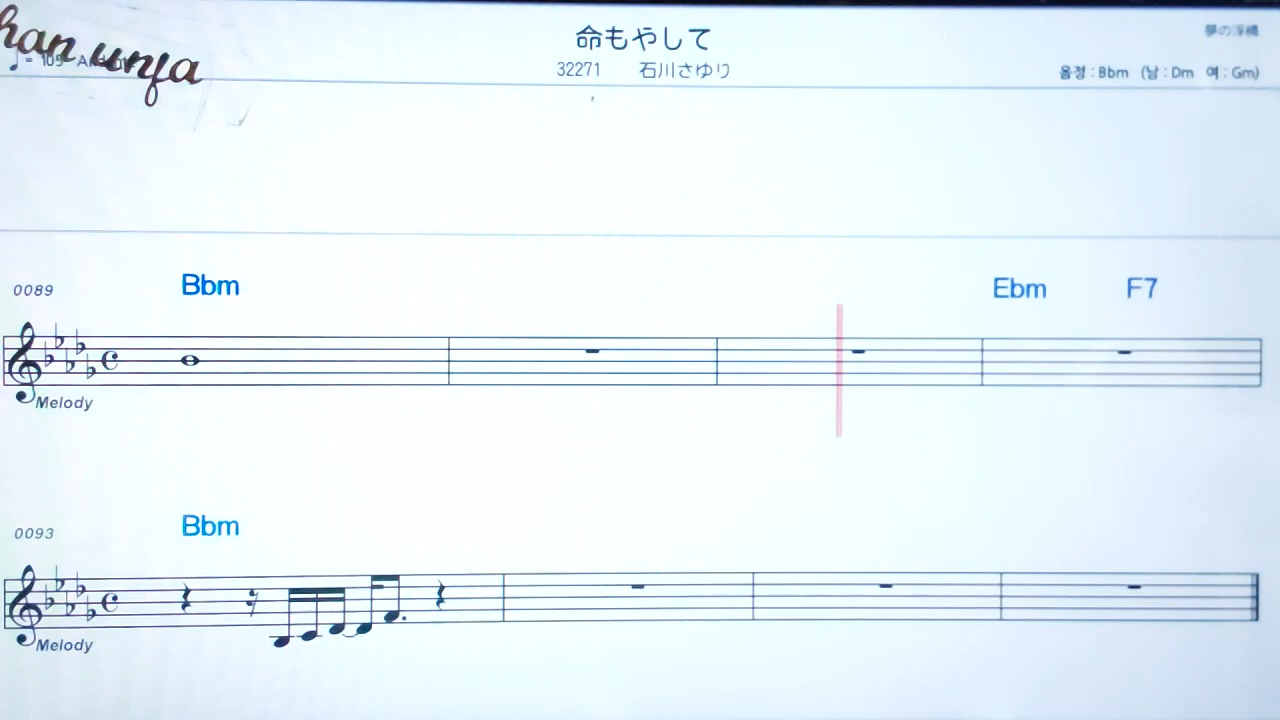 han unfa
命もやして
夢の浮橋
♩= 105
32271 石川さゆり
음정 : Bbm (남 : Dm 여 : Gm)
0089 Bbm Ebm F7
Melody
0093 Bbm
Melody